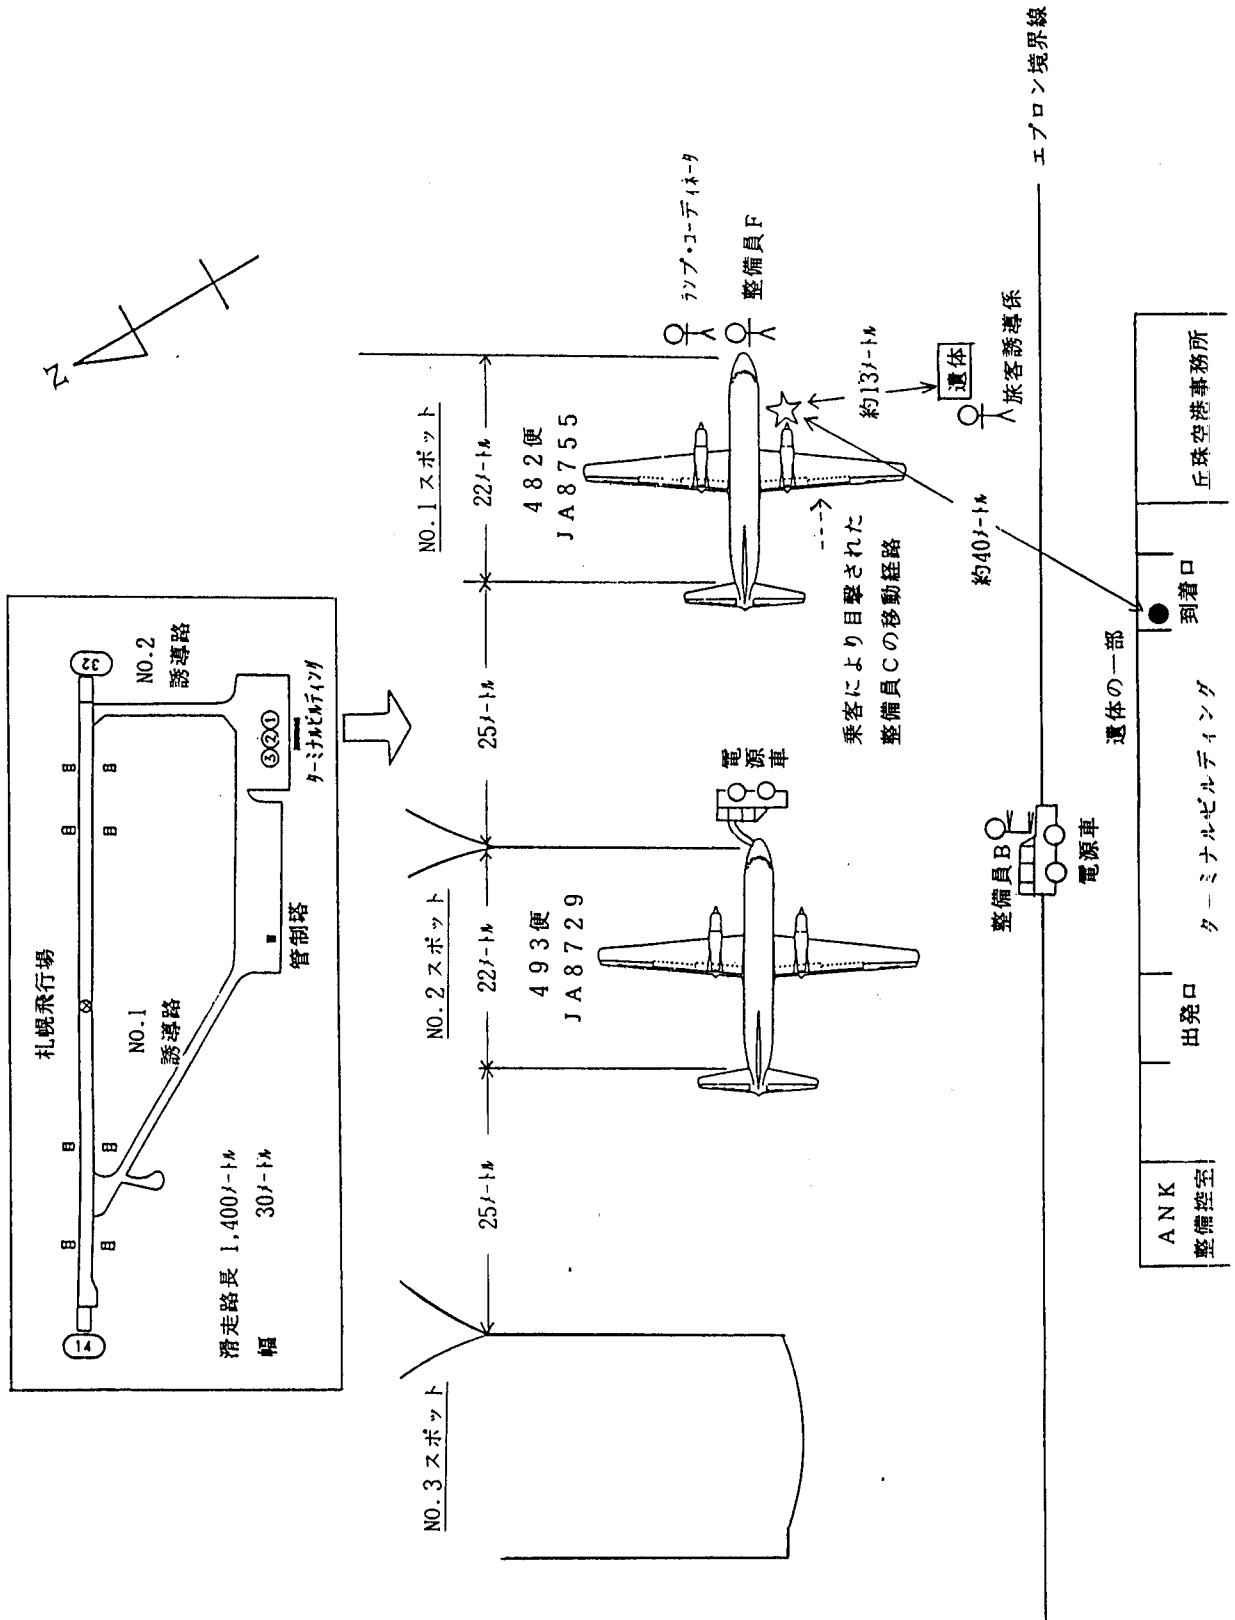 札幌飛行場
14
32
NO.1
誘導路
NO.2
誘導路
③②①
ターミナルビルディング
管制塔
滑走路長 1,400メートル
幅 30メートル
N
NO.3 スポット
NO.2 スポット
NO.1 スポット
25メートル
22メートル
25メートル
22メートル
493便
JA8729
482便
JA8755
電源車
ランプ・コーディネータ
整備員F
乗客により目撃された
整備員Cの移動経路
約13メートル
遺体
旅客誘導係
約40メートル
整備員B
電源車
エプロン境界線
遺体の一部
ANK
整備控室
出発口
ターミナルビルディング
到着口
丘珠空港事務所